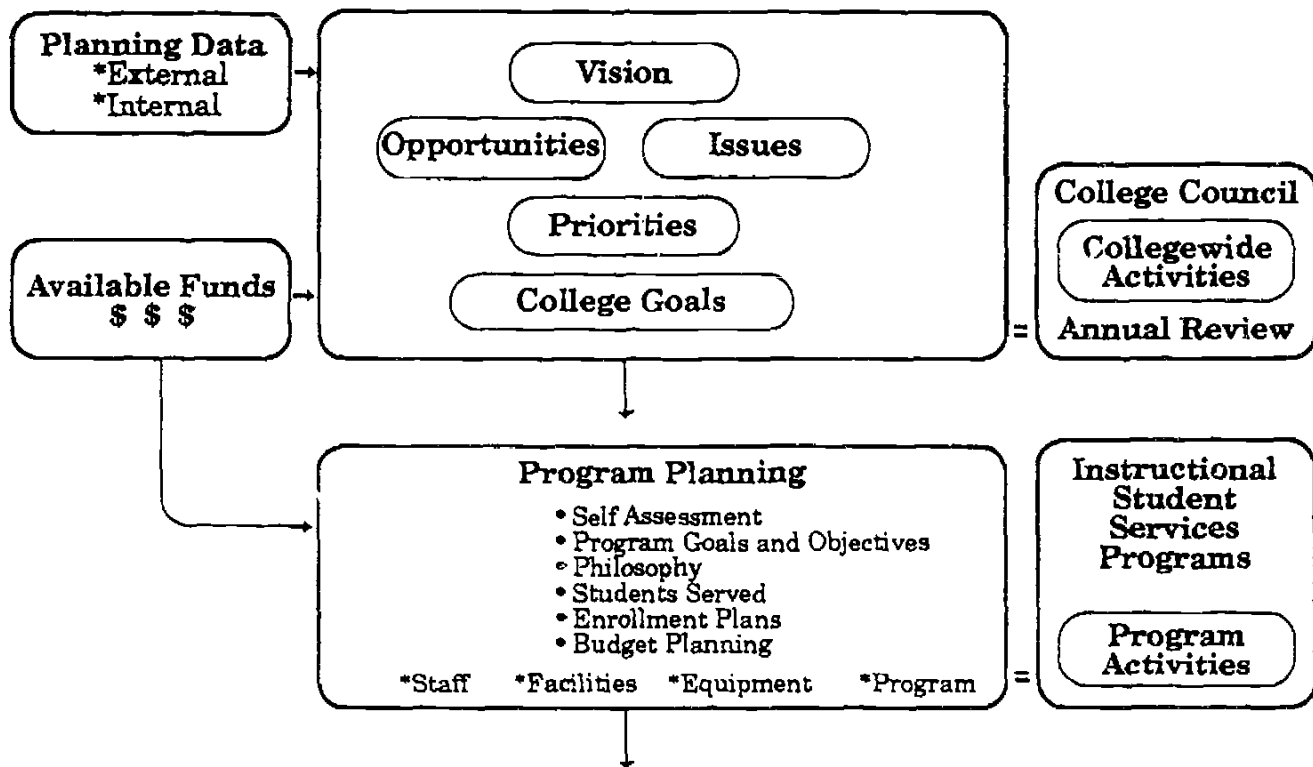 Planning Data
*External
*Internal
Vision
Opportunities
Issues
Priorities
College Goals
Available Funds
$ $ $
College Council
Collegewide
Activities
= Annual Review
Program Planning
• Self Assessment
• Program Goals and Objectives
• Philosophy
• Students Served
• Enrollment Plans
• Budget Planning
*Staff *Facilities *Equipment *Program
=
Instructional
Student
Services
Programs
Program
Activities